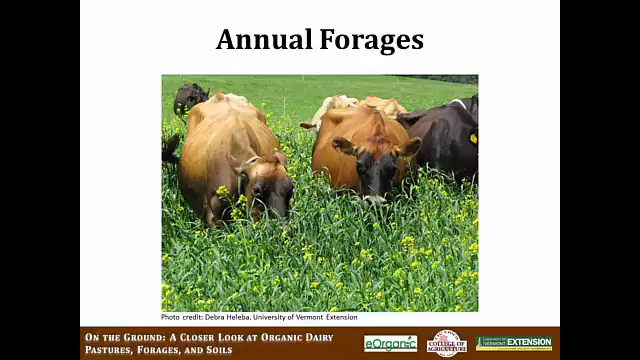 Annual Forages
Photo credit: Debra Heleba, University of Vermont Extension
ON THE GROUND: A CLOSER LOOK AT ORGANIC DAIRY
PASTURES, FORAGES, AND SOILS
eOrganic
COLLEGE OF
AGRICULTURE
VERMONT
EXTENSION